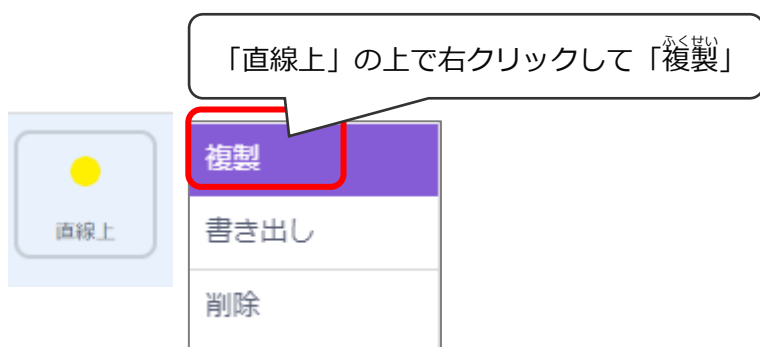 「直線上」の上で右クリックして「複製」
ふくせい
直線上
複製
書き出し
削除